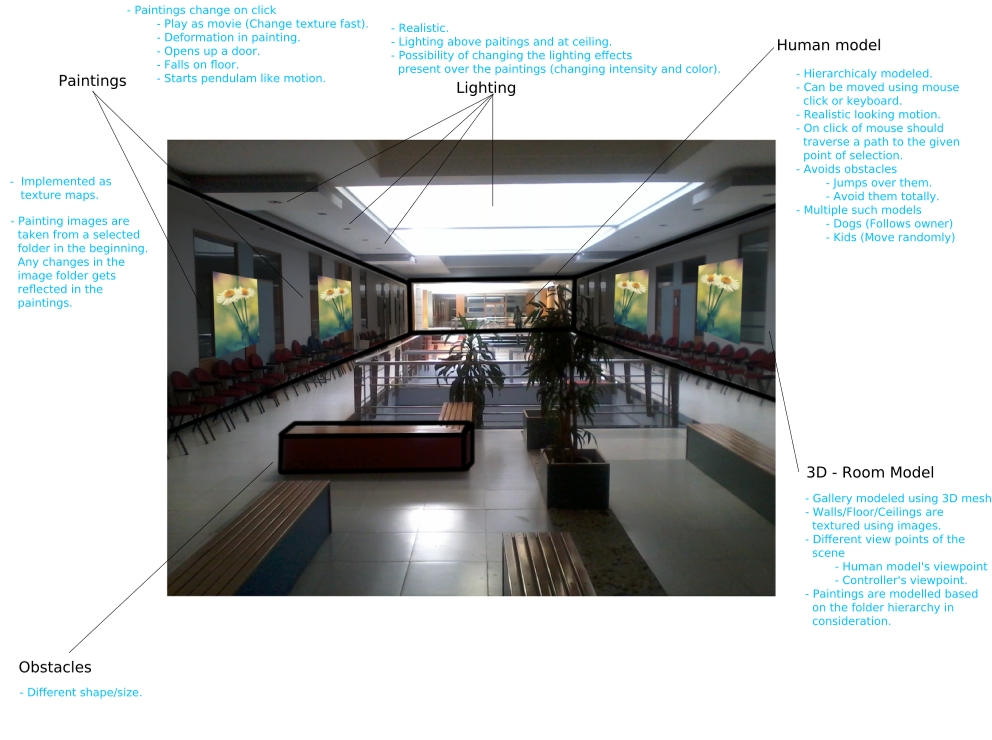 - Paintings change on click
- Play as movie (Change texture fast).
- Deformation in painting.
- Opens up a door.
- Falls on floor.
- Starts pendulam like motion.
Paintings
- Implemented as
texture maps.
- Painting images are
taken from a selected
folder in the beginning.
Any changes in the
image folder gets
reflected in the
paintings.
- Realistic.
- Lighting above paitings and at ceiling.
- Possibility of changing the lighting effects
present over the paintings (changing intensity and color).
Lighting
Human model
- Hierarchicaly modeled.
- Can be moved using mouse
click or keyboard.
- Realistic looking motion.
- On click of mouse should
traverse a path to the given
point of selection.
- Avoids obstacles
- Jumps over them.
- Avoid them totally.
- Multiple such models
- Dogs (Follows owner)
- Kids (Move randomly)
3D - Room Model
- Gallery modeled using 3D mesh
- Walls/Floor/Ceilings are
textured using images.
- Different view points of the
scene
- Human model's viewpoint
- Controller's viewpoint.
- Paintings are modelled based
on the folder hierarchy in
consideration.
Obstacles
- Different shape/size.